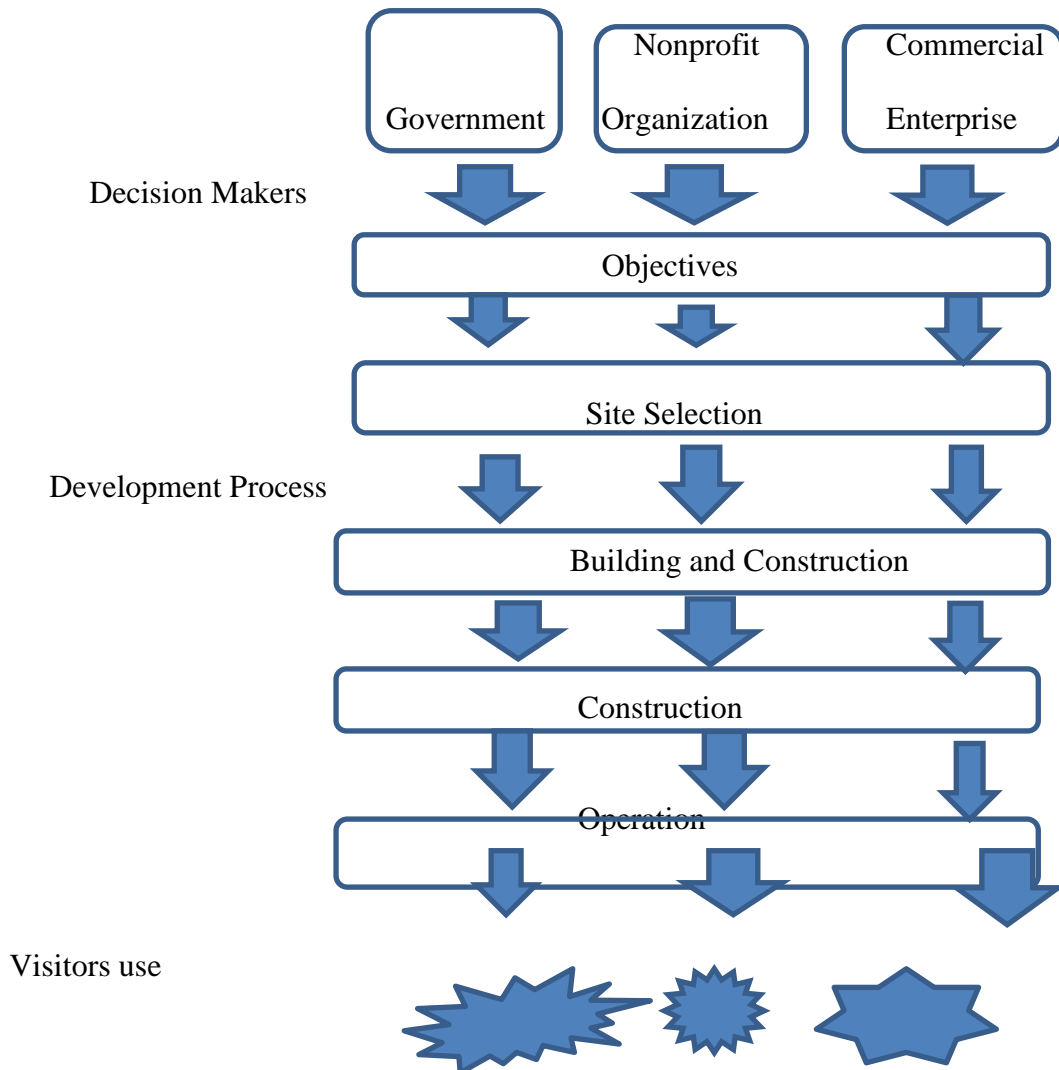 Nonprofit Commercial
Government Organization Enterprise
Decision Makers
Objectives
Site Selection
Development Process
Building and Construction
Construction
Operation
Visitors use